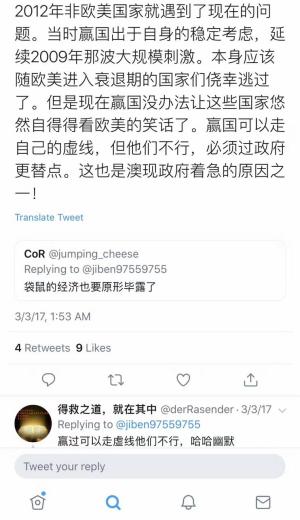 2012年非欧美国家就遇到了现在的问
题。当时赢国出于自身的稳定考虑，延
续2009年那波大规模刺激。本身应该
随欧美进入衰退期的国家们侥幸逃过
了。但是现在赢国没办法让这些国家悠
然自得得看欧美的笑话了。赢国可以走
自己的虚线，但他们不行，必须过政府
更替点。这也是澳现政府着急的原因之
一！
Translate Tweet
CoR @jumping_cheese
Replying to @jiben97559755
袋鼠的经济也要原形毕露了
3/3/17, 1:53 AM
4 Retweets 9 Likes
得救之道，就在其中 @derRasender · 3/3/17
Replying to @jiben97559755
赢过可以走虚线他们不行，哈哈幽默
Tweet your reply